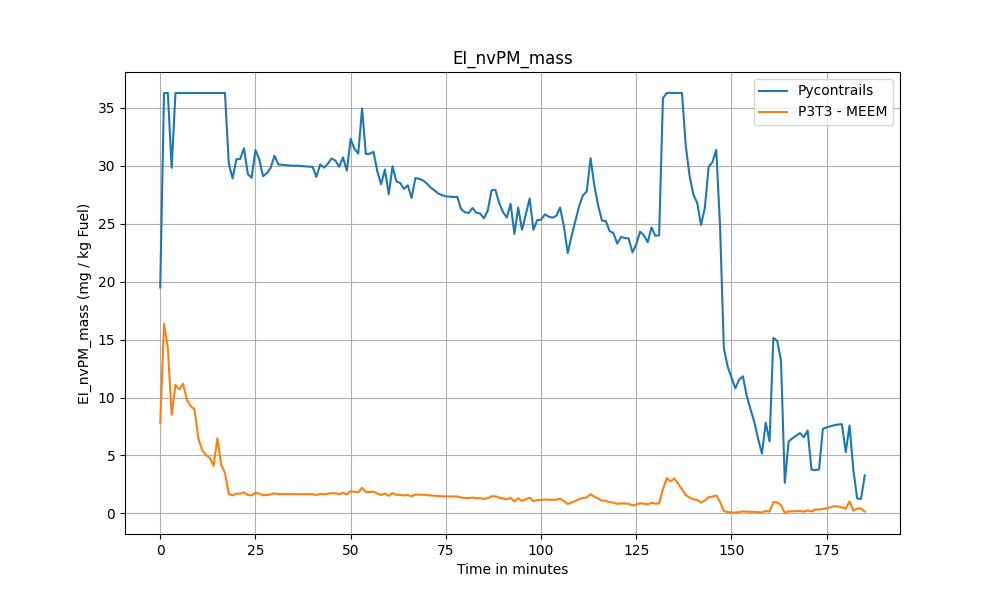 EI_nvPM_mass
Pycontrails
P3T3 - MEEM
EI_nvPM_mass (mg / kg Fuel)
35
30
25
20
15
10
5
0
0 25 50 75 100 125 150 175
Time in minutes